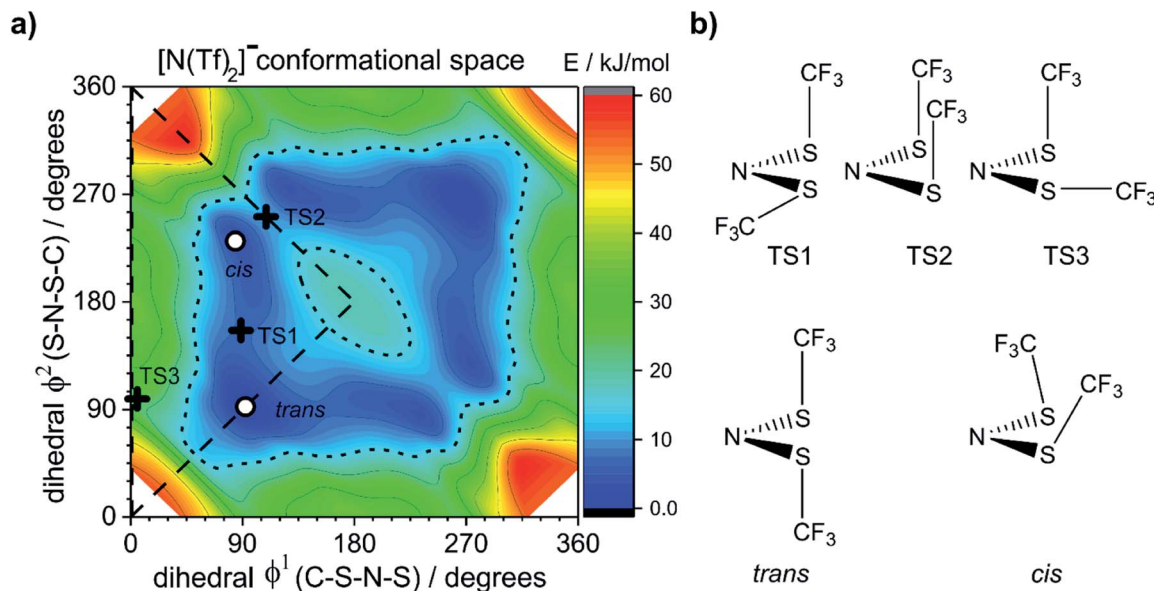 a)
[N(Tf)₂]⁻ conformational space
E / kJ/mol
360
270
180
90
0
dihedral ϕ² (S-N-S-C) / degrees
TS2
cis
TS1
TS3
trans
0
90
180
270
360
dihedral ϕ¹ (C-S-N-S) / degrees
60
50
40
30
20
10
0.0
b)
CF₃
S
N
S
F₃C
TS1
CF₃
CF₃
S
N
S
TS2
CF₃
S
N
S
CF₃
TS3
CF₃
S
N
S
CF₃
trans
F₃C
CF₃
S
N
S
cis